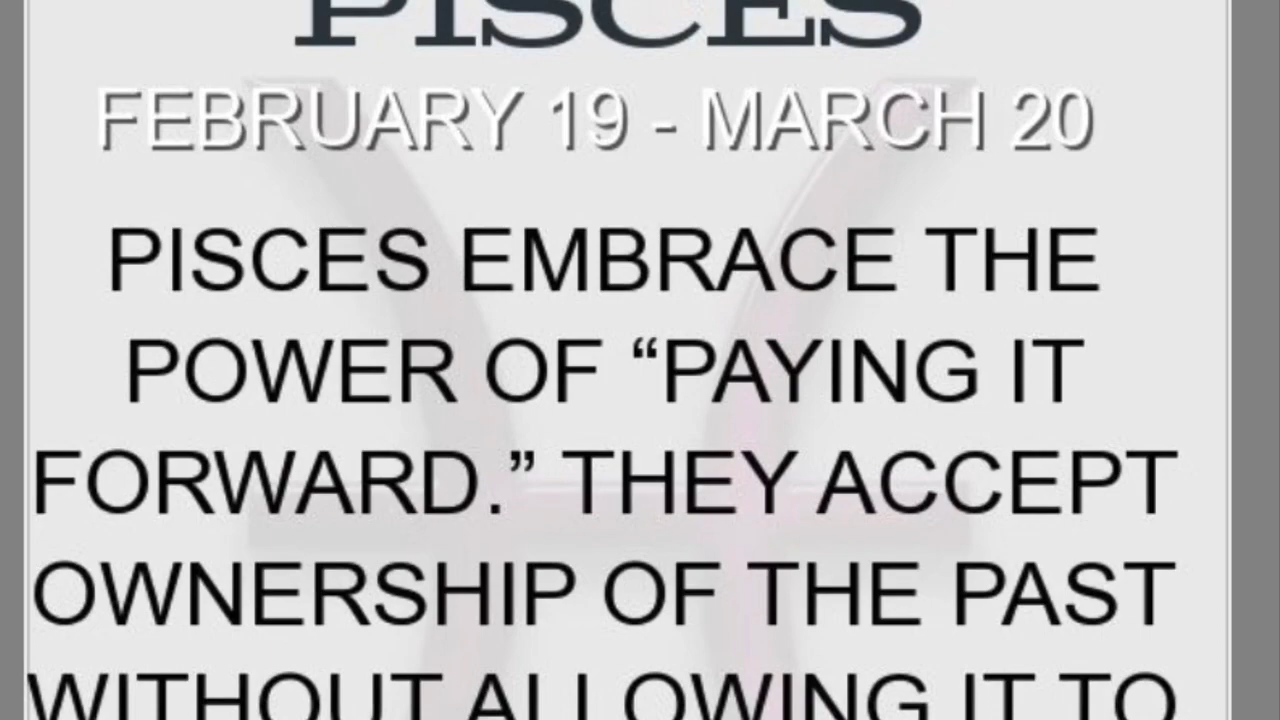 PISCES
FEBRUARY 19 - MARCH 20
PISCES EMBRACE THE
POWER OF “PAYING IT
FORWARD.” THEY ACCEPT
OWNERSHIP OF THE PAST
WITHOUT ALLOWING IT TO